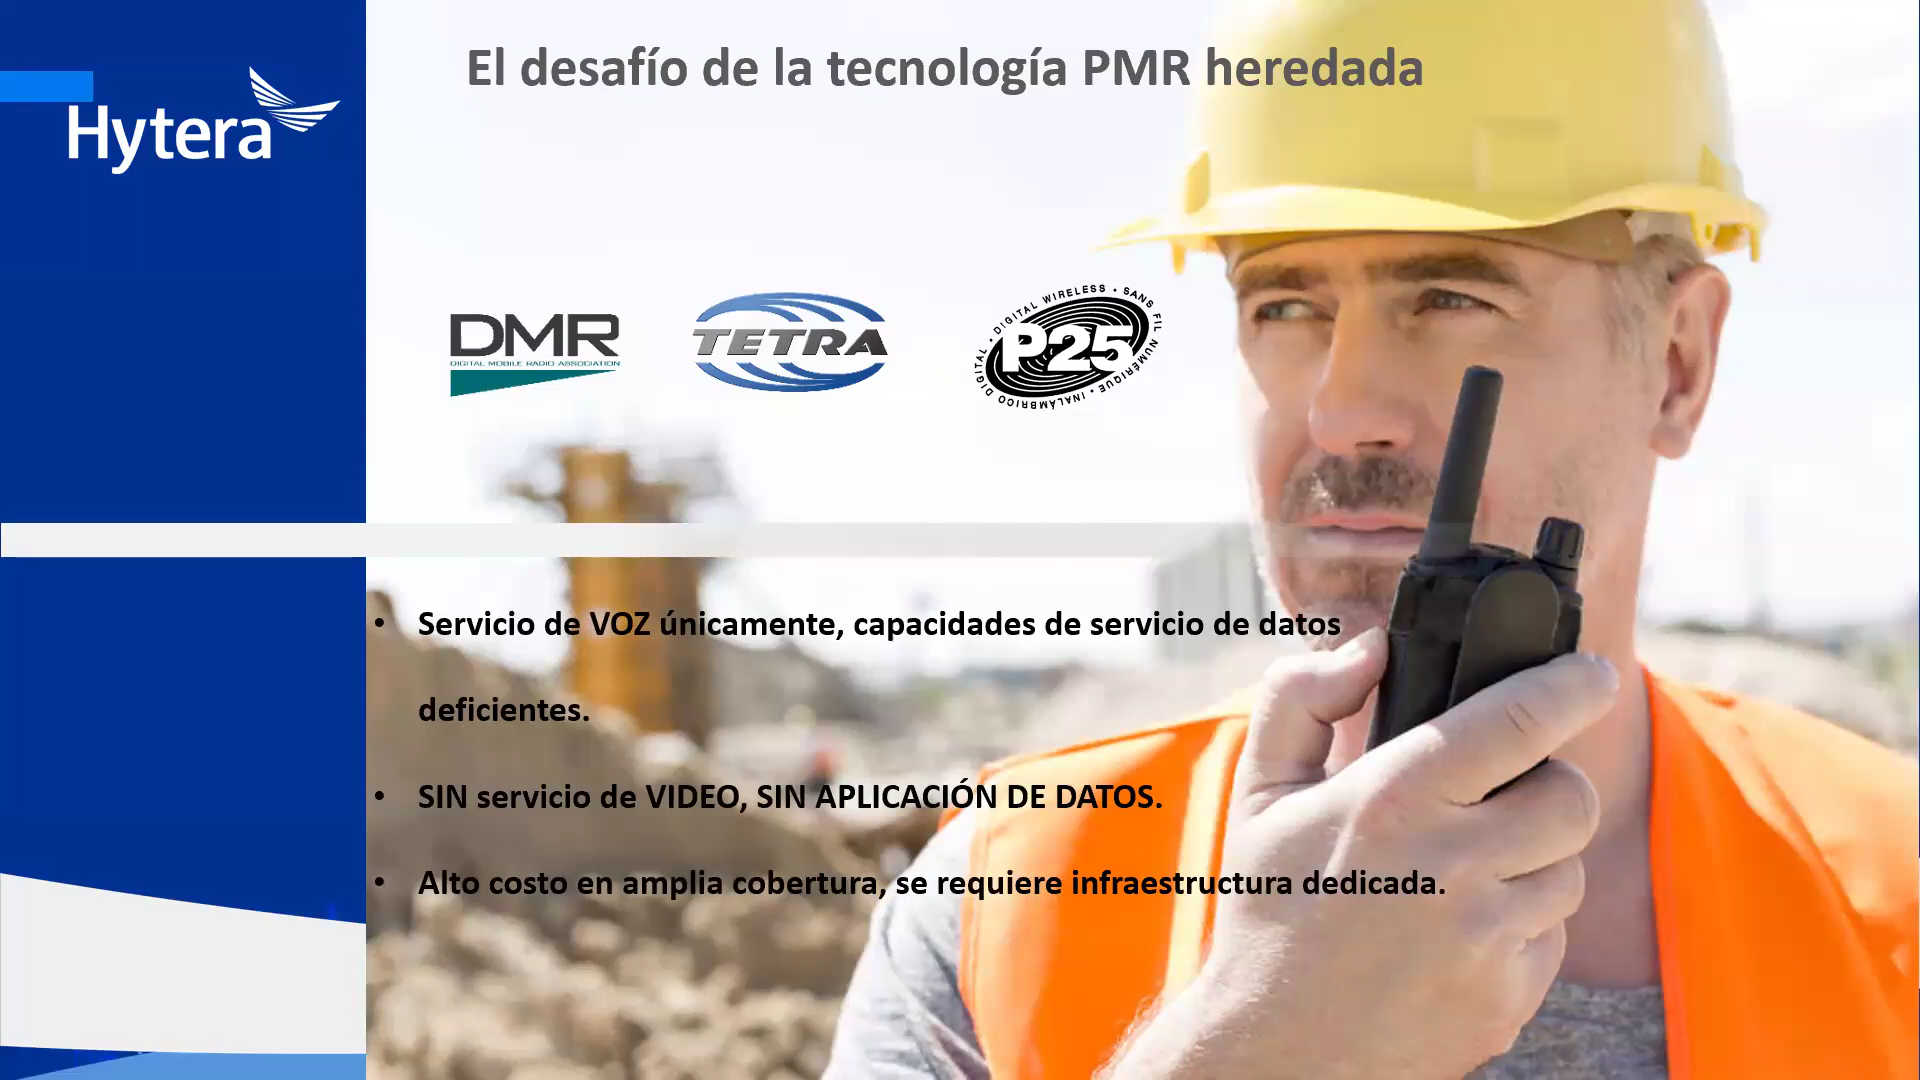 El desafío de la tecnología PMR heredada
Hytera
DMR
DIGITAL MOBILE RADIO ASSOCIATION
TETRA
P25
DIGITAL WIRELESS • SANS FIL NUMÉRIQUE • INALÁMBRICO DIGITAL •
• Servicio de VOZ únicamente, capacidades de servicio de datos
deficientes.
• SIN servicio de VIDEO, SIN APLICACIÓN DE DATOS.
• Alto costo en amplia cobertura, se requiere infraestructura dedicada.